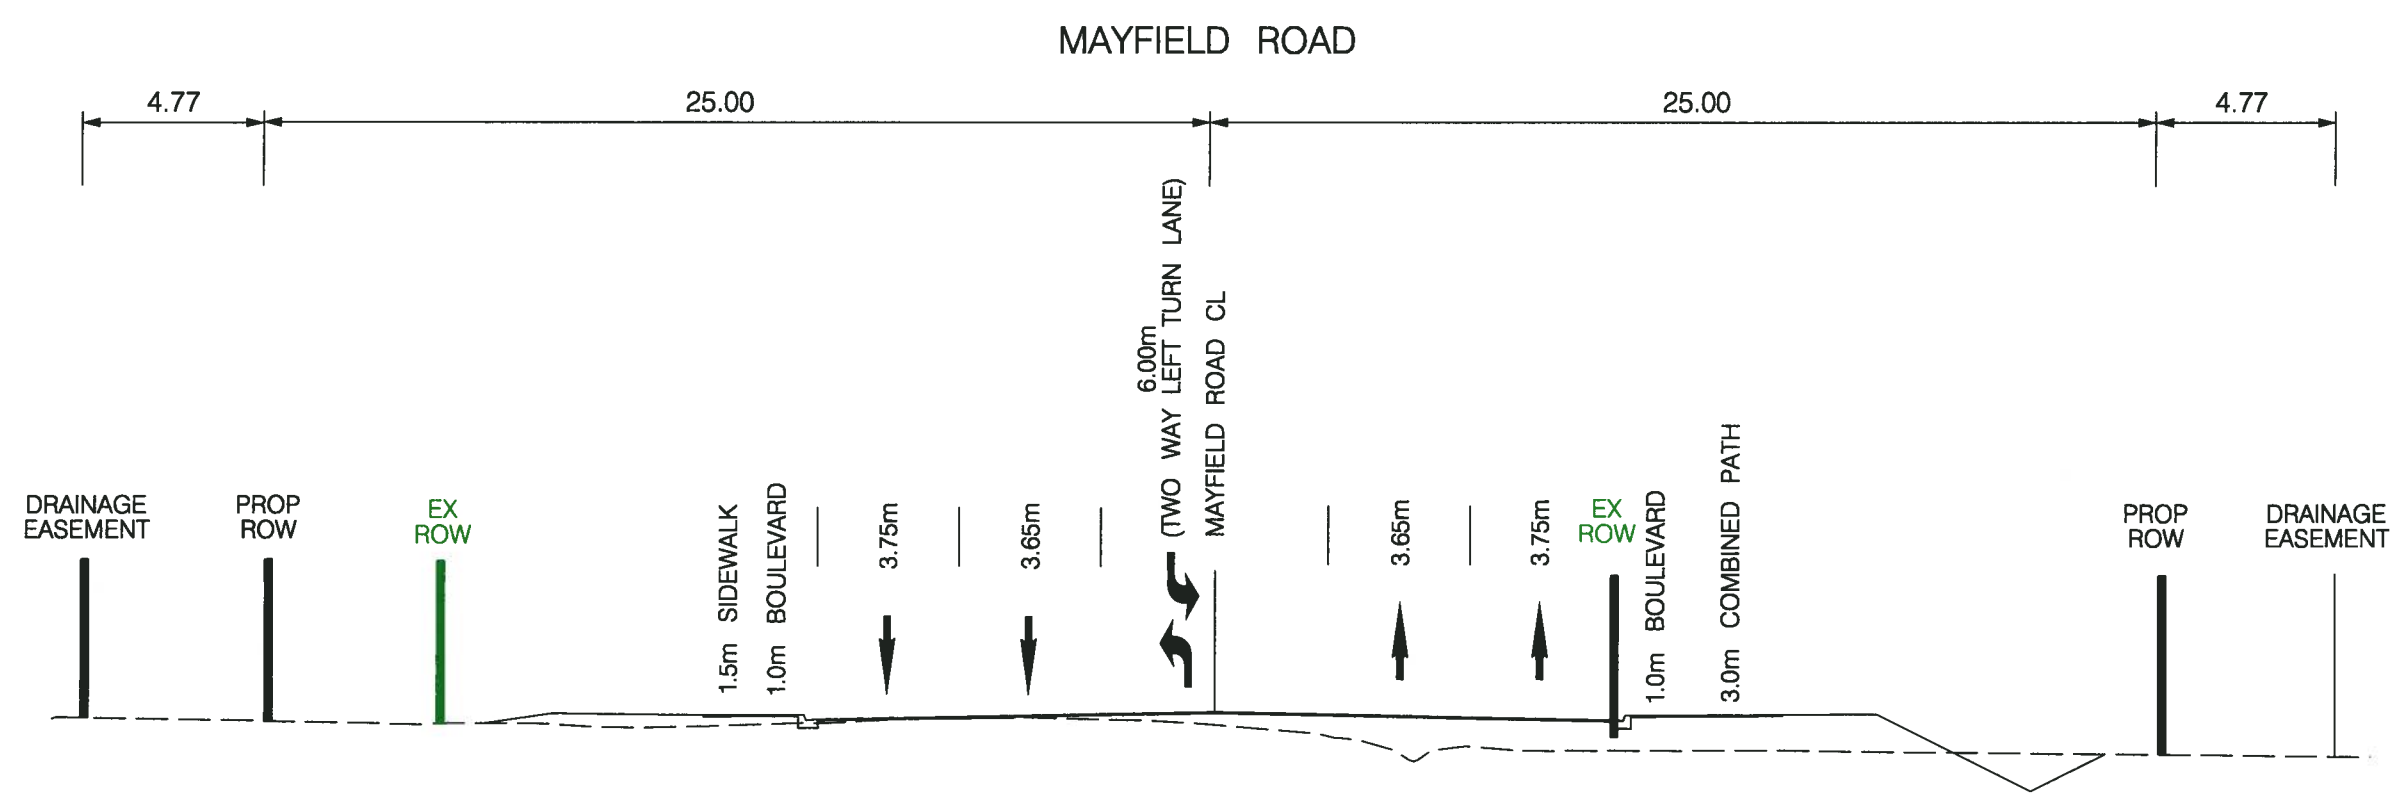 MAYFIELD ROAD
4.77
25.00
25.00
4.77
DRAINAGE
EASEMENT
PROP
ROW
EX
ROW
1.5m SIDEWALK
1.0m BOULEVARD
3.75m
3.65m
6.00m
(TWO WAY LEFT TURN LANE)
MAYFIELD ROAD CL
3.65m
3.75m
EX
ROW
1.0m BOULEVARD
3.0m COMBINED PATH
PROP
ROW
DRAINAGE
EASEMENT